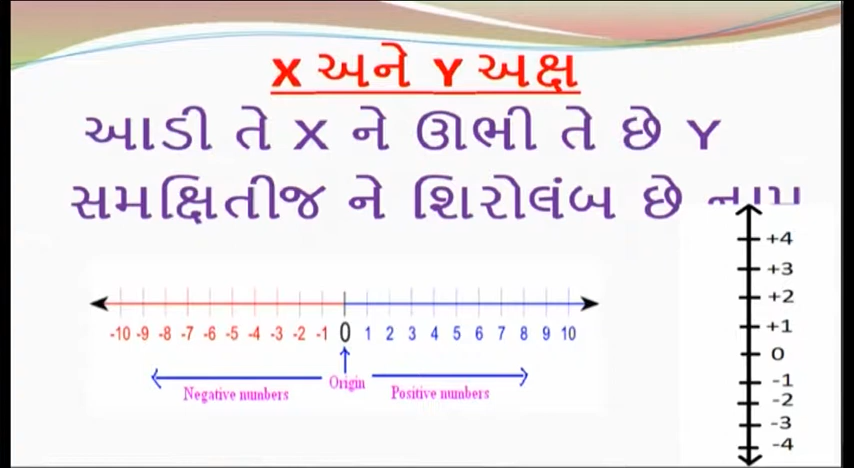 X અને Y અક્ષ
આડી તે X ને ઊભી તે છે Y
સમક્ષિતીજ ને શિરોલંબ છે
+4
+3
+2
+1
0
-1
-2
-3
-4
-10 -9 -8 -7 -6 -5 -4 -3 -2 -1 0 1 2 3 4 5 6 7 8 9 10
Origin
Negative numbers Positive numbers